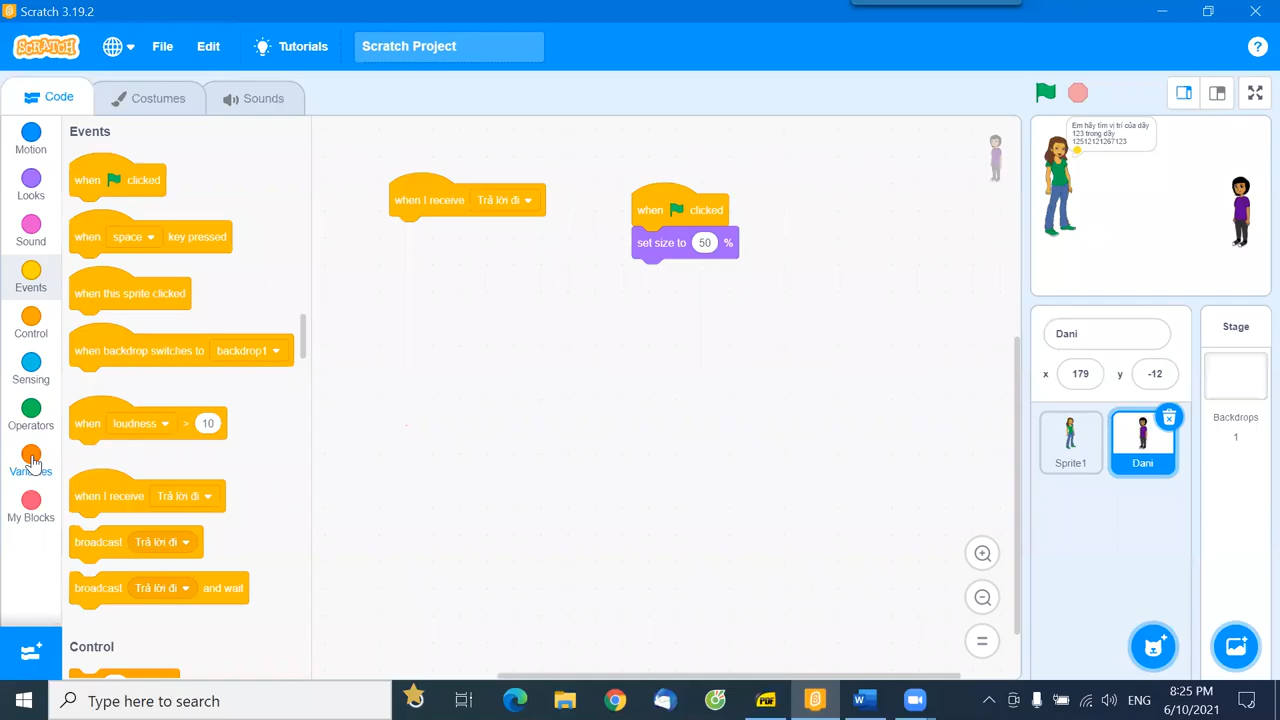 Scratch 3.19.2
SCRATCH File Edit Tutorials Scratch Project ?
Code Costumes Sounds
Motion
Looks
Sound
Events
Control
Sensing
Operators
Variables
My Blocks
Events
when clicked
when space key pressed
when this sprite clicked
when backdrop switches to backdrop1
when loudness > 10
when I receive Trả lời đi
broadcast Trả lời đi
broadcast Trả lời đi and wait
Control
when I receive Trả lời đi
when clicked
set size to 50 %
Em hãy tìm vị trí của dãy
123 trong dãy
12512121267123
Dani
x 179 y -12
Sprite1
Dani
Stage
Backdrops
1
Type here to search
PDF
ENG
8:25 PM
6/10/2021